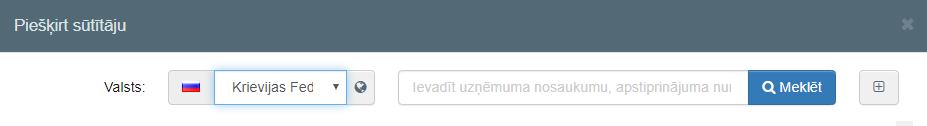 Piešķirt sūtītāju
Valsts: Krievijas Fed Ievadīt uzņēmuma nosaukumu, apstiprinājuma nu Meklēt